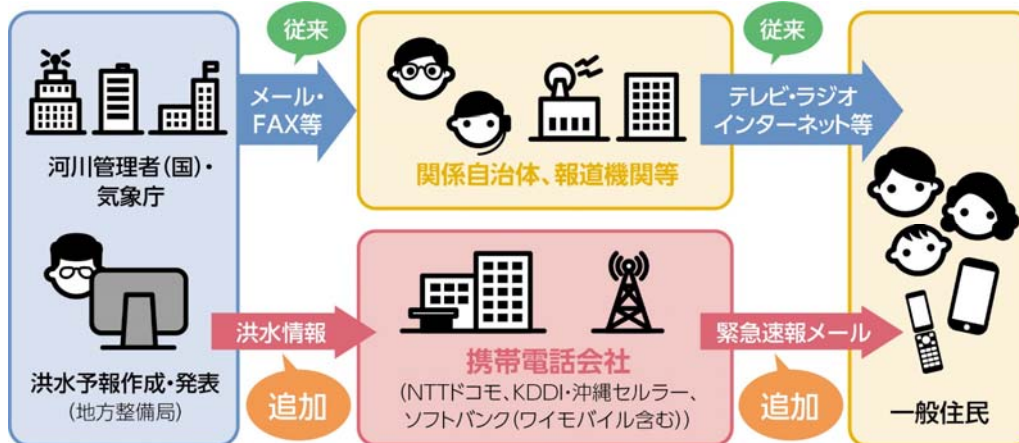 従来
従来
メール・
FAX等
テレビ・ラジオ
インターネット等
河川管理者(国)・
気象庁
関係自治体、報道機関等
洪水情報
緊急速報メール
携帯電話会社
(NTTドコモ、KDDI・沖縄セルラー、
ソフトバンク(ワイモバイル含む))
洪水予報作成・発表
(地方整備局)
追加
追加
一般住民